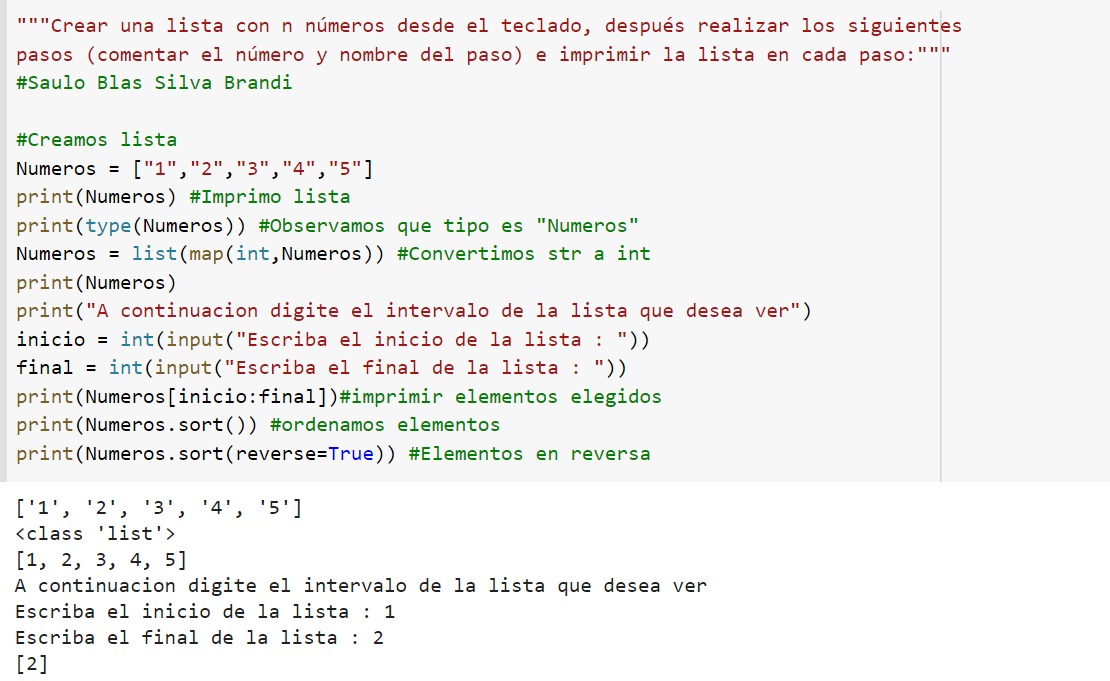 """Crear una lista con n números desde el teclado, después realizar los siguientes
pasos (comentar el número y nombre del paso) e imprimir la lista en cada paso:"""
#Saulo Blas Silva Brandi
#Creamos lista
Numeros = ["1","2","3","4","5"]
print(Numeros) #Imprimo lista
print(type(Numeros)) #Observamos que tipo es "Numeros"
Numeros = list(map(int,Numeros)) #Convertimos str a int
print(Numeros)
print("A continuacion digite el intervalo de la lista que desea ver")
inicio = int(input("Escriba el inicio de la lista : "))
final = int(input("Escriba el final de la lista : "))
print(Numeros[inicio:final])#imprimir elementos elegidos
print(Numeros.sort()) #ordenamos elementos
print(Numeros.sort(reverse=True)) #Elementos en reversa
['1', '2', '3', '4', '5']
<class 'list'>
[1, 2, 3, 4, 5]
A continuacion digite el intervalo de la lista que desea ver
Escriba el inicio de la lista : 1
Escriba el final de la lista : 2
[2]